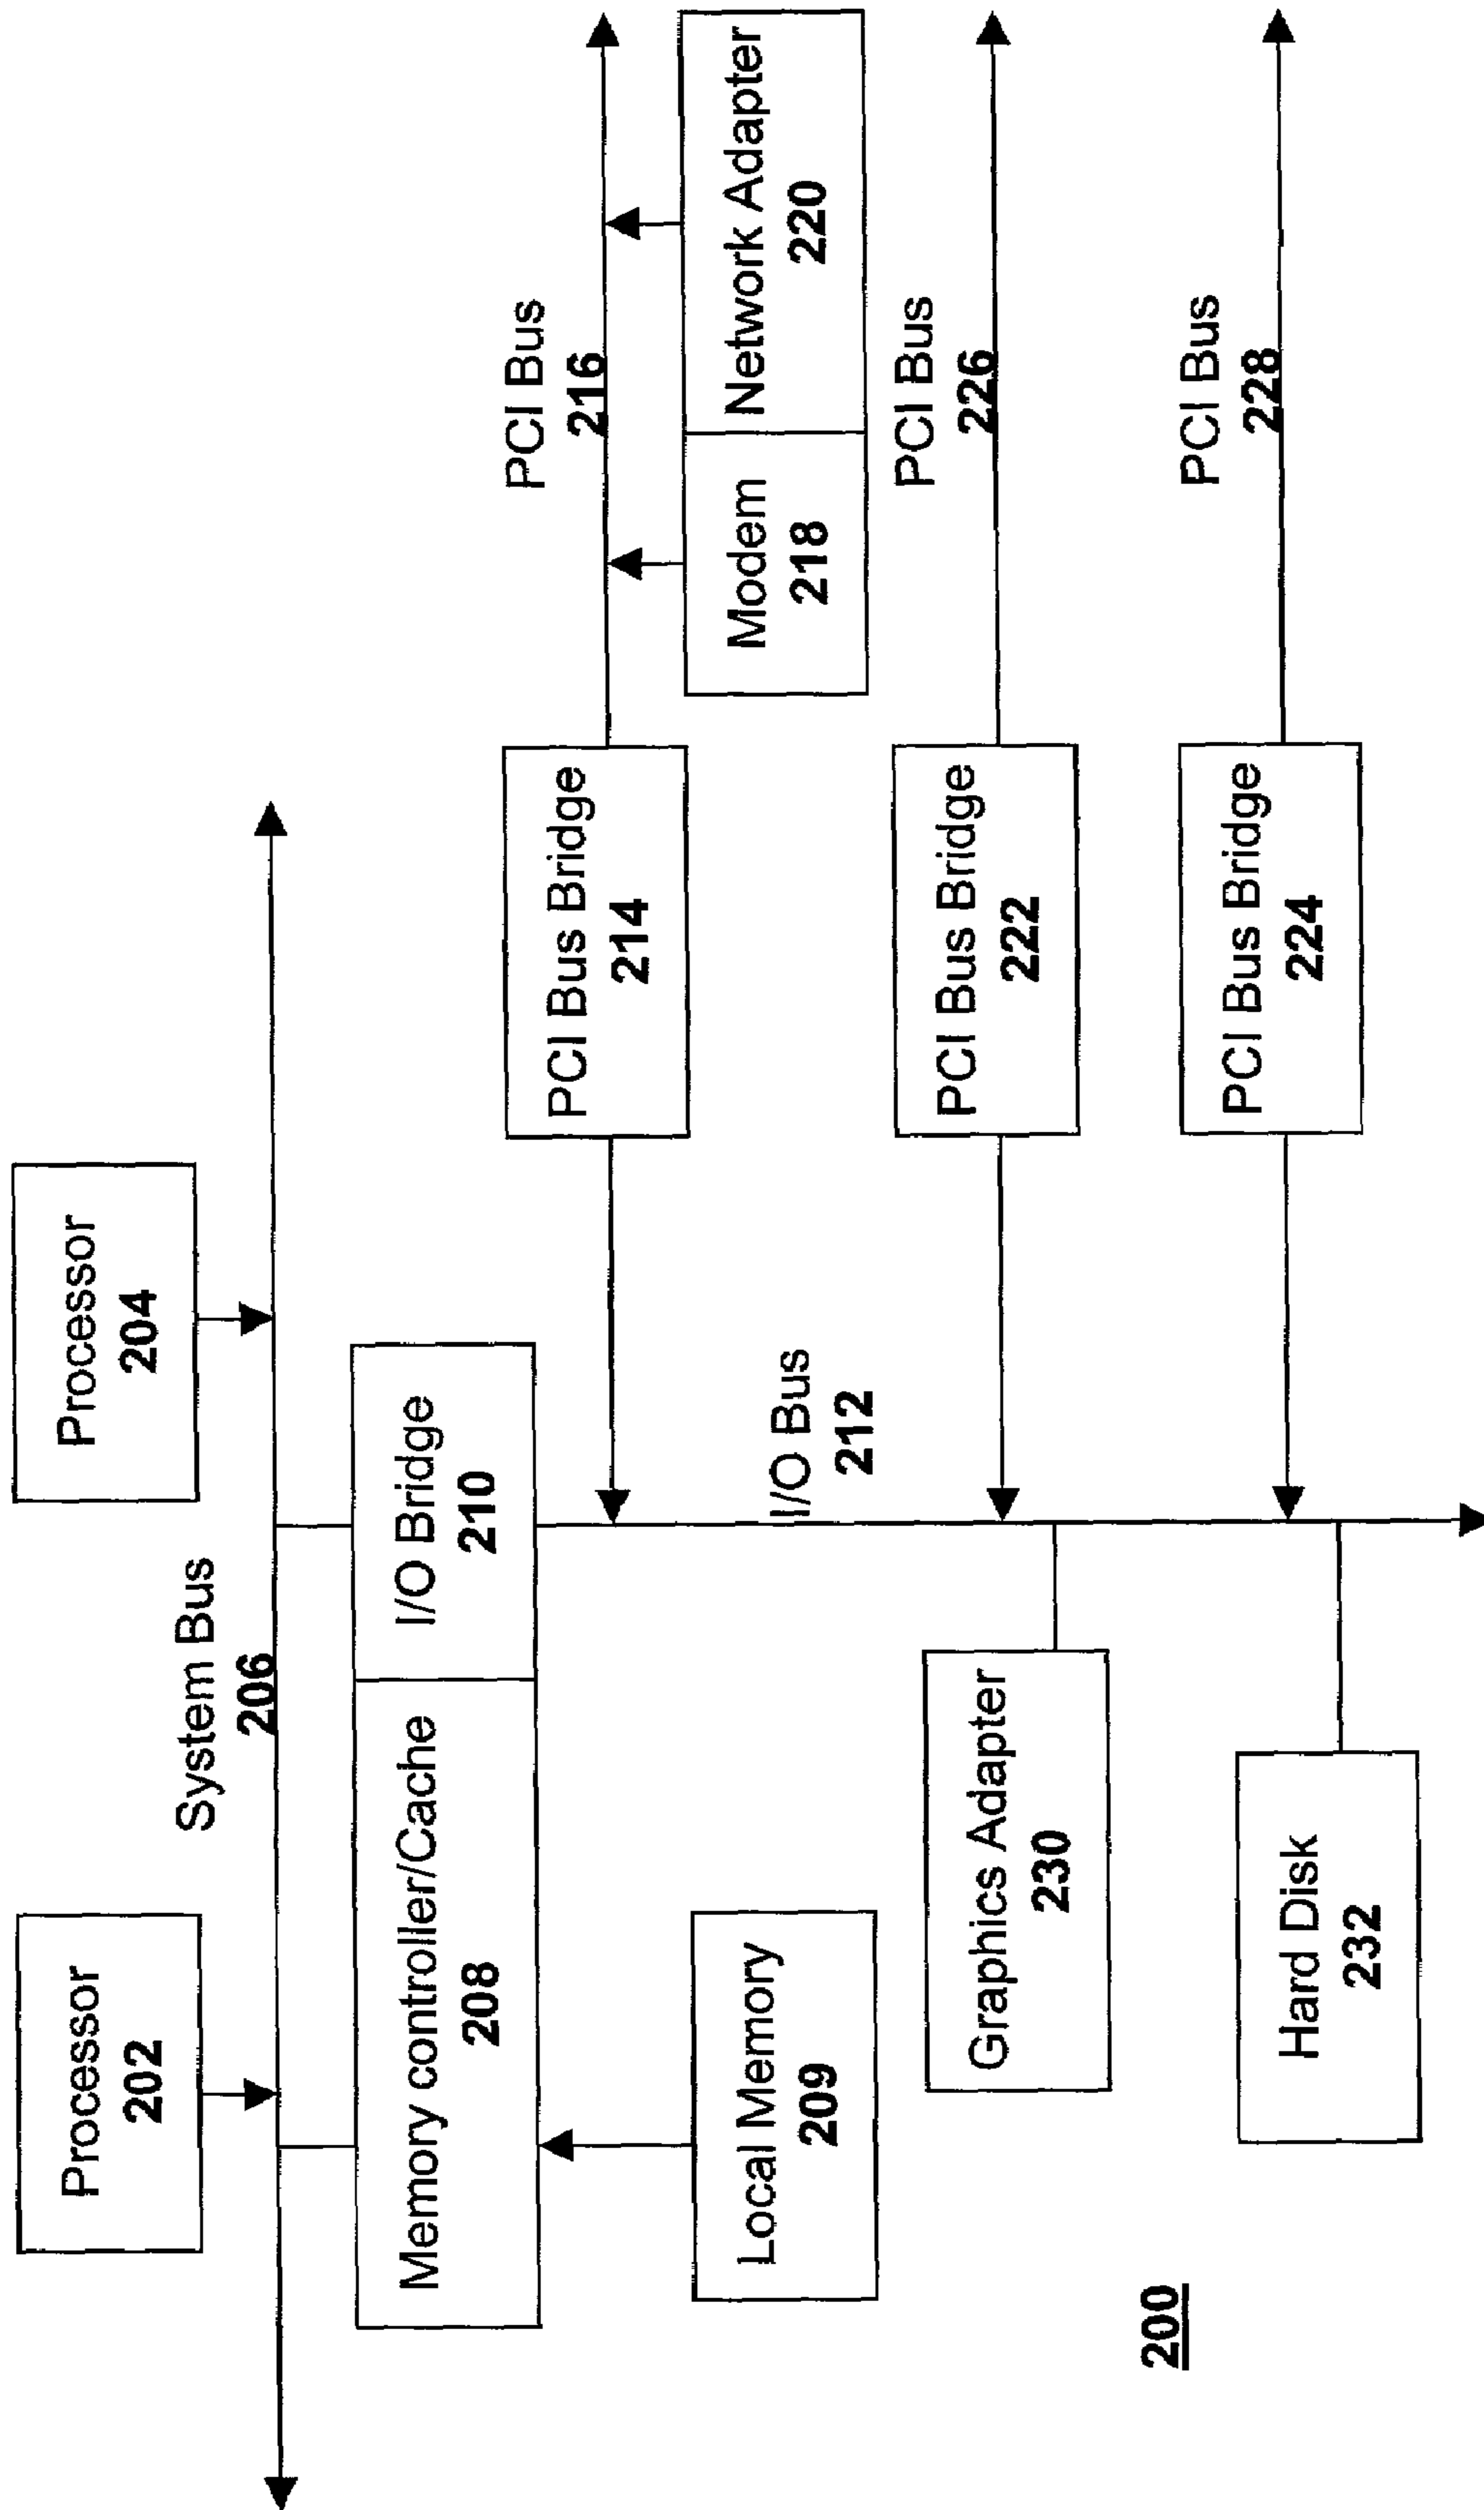 Processor
202
Processor
204
System Bus
206
Memory controller/Cache
208
I/O Bridge
210
Local Memory
209
I/O Bus
212
PCI Bus Bridge
214
PCI Bus
216
Modem
218
Network Adapter
220
PCI Bus Bridge
222
PCI Bus
226
Graphics Adapter
230
PCI Bus Bridge
224
PCI Bus
228
Hard Disk
232
200